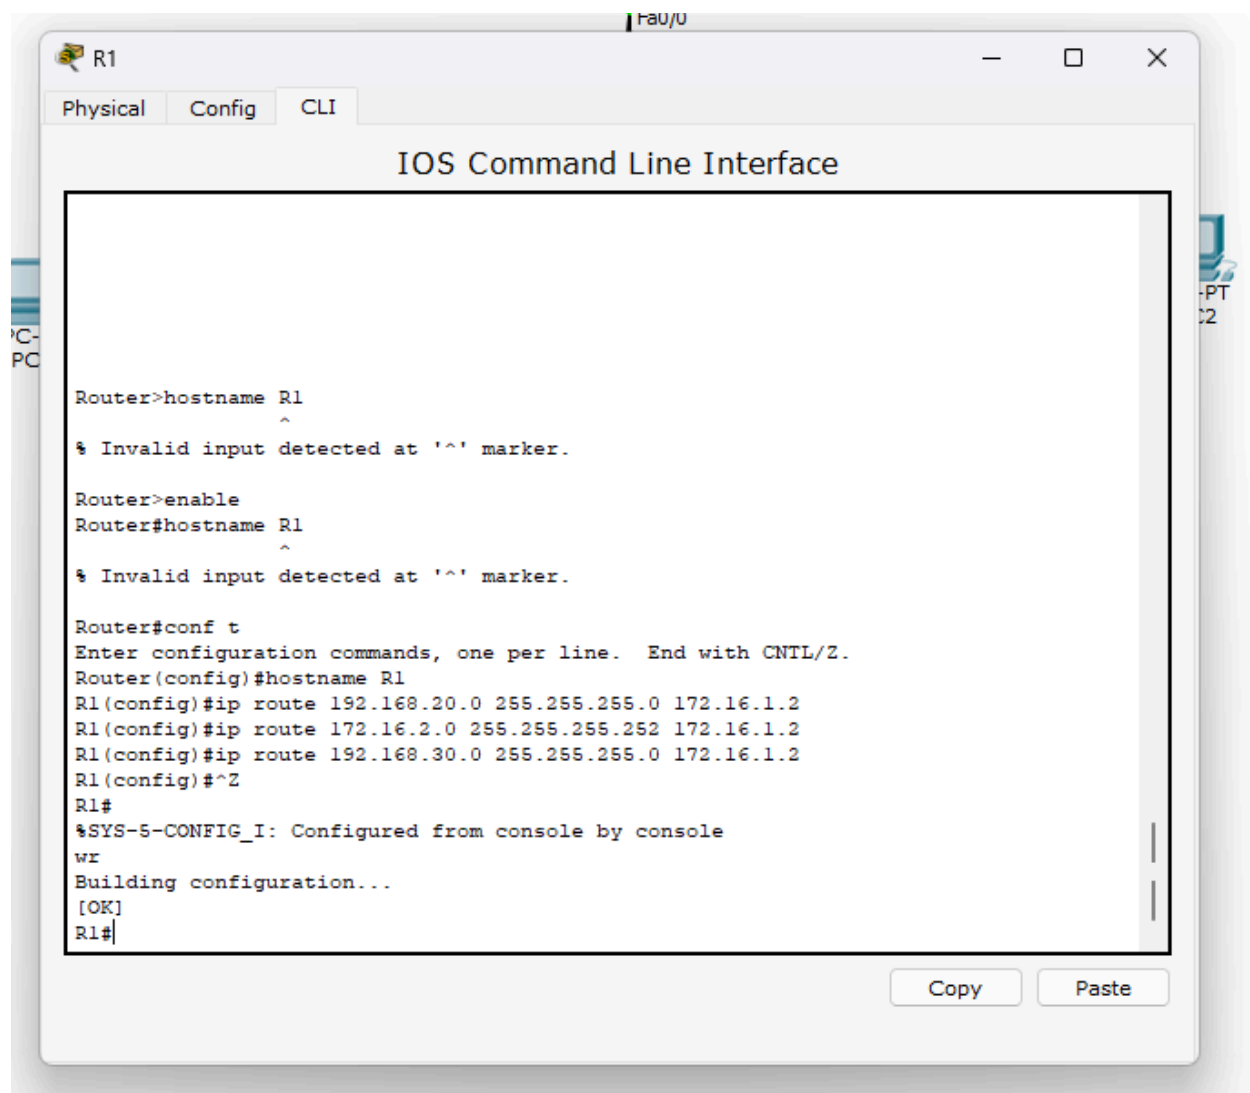 Fa0/0
R1
Physical Config CLI
IOS Command Line Interface
-PT
C2
PC-
PC
Router>hostname R1
^
% Invalid input detected at '^' marker.
Router>enable
Router#hostname R1
^
% Invalid input detected at '^' marker.
Router#conf t
Enter configuration commands, one per line.  End with CNTL/Z.
Router(config)#hostname R1
R1(config)#ip route 192.168.20.0 255.255.255.0 172.16.1.2
R1(config)#ip route 172.16.2.0 255.255.255.252 172.16.1.2
R1(config)#ip route 192.168.30.0 255.255.255.0 172.16.1.2
R1(config)#^Z
R1#
%SYS-5-CONFIG_I: Configured from console by console
wr
Building configuration...
[OK]
R1#
Copy Paste